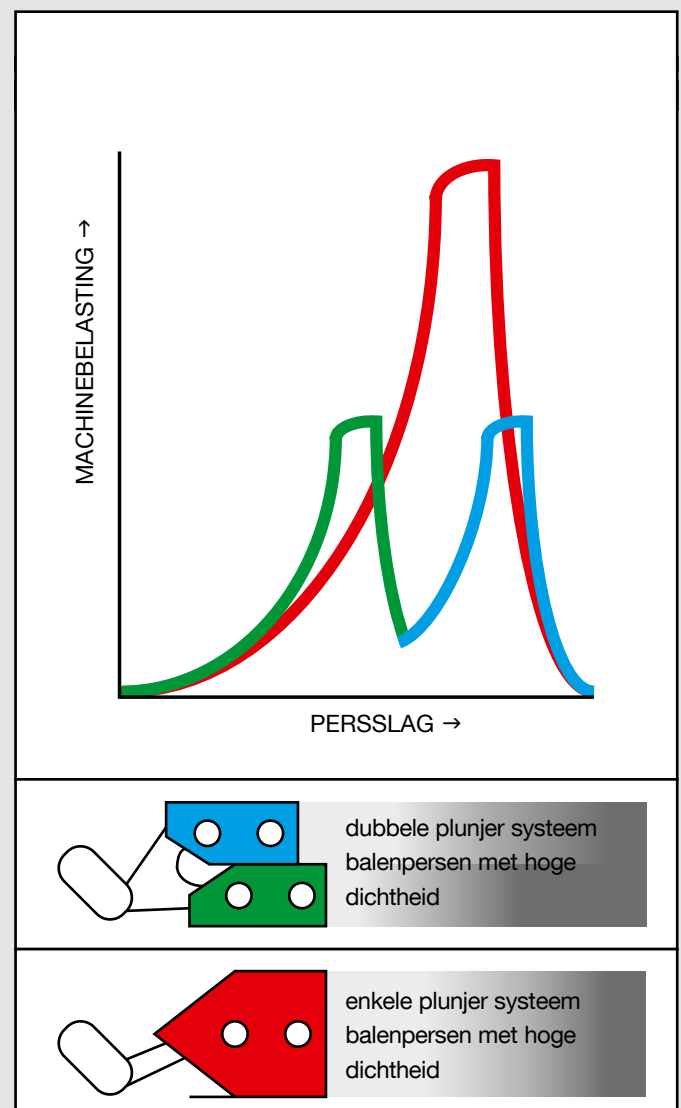 MACHINEBELASTING →
PERSSLAG →
dubbele plunjer systeem
balenpersen met hoge
dichtheid
enkele plunjer systeem
balenpersen met hoge
dichtheid